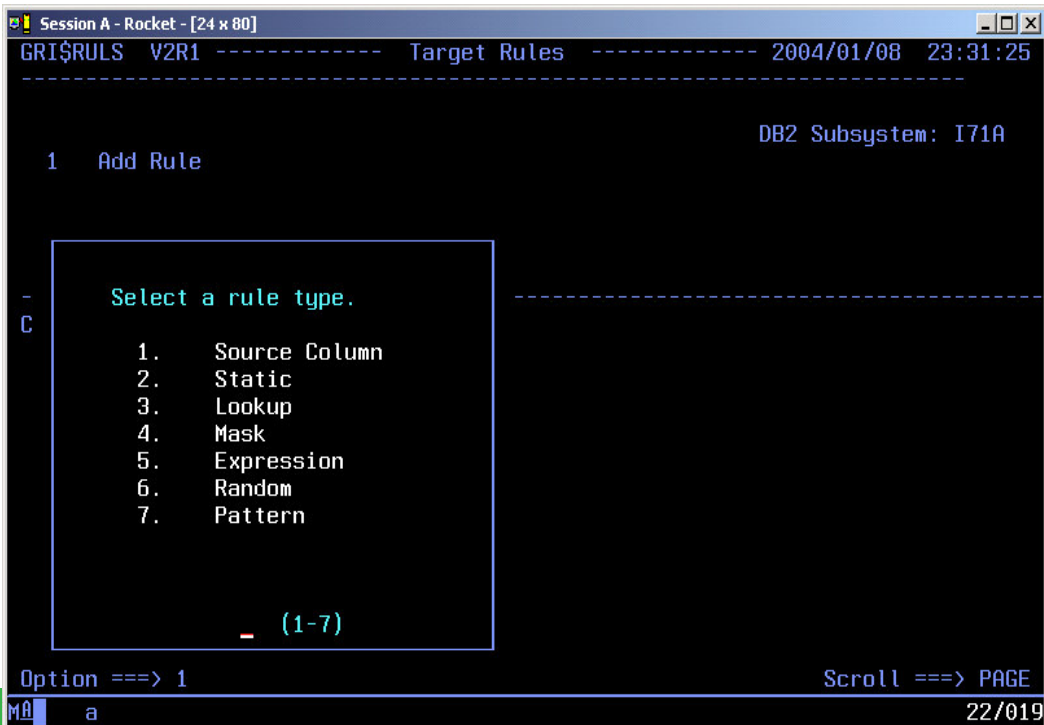 Session A - Rocket - [24 x 80]
GRI$RULS V2R1 ------------- Target Rules ------------- 2004/01/08 23:31:25
--------------------------------------------------------------------------
DB2 Subsystem: I71A
1 Add Rule
- Select a rule type. -----------------------------------------
C
1. Source Column
2. Static
3. Lookup
4. Mask
5. Expression
6. Random
7. Pattern
_ (1-7)
Option ===> 1 Scroll ===> PAGE
MA a 22/019